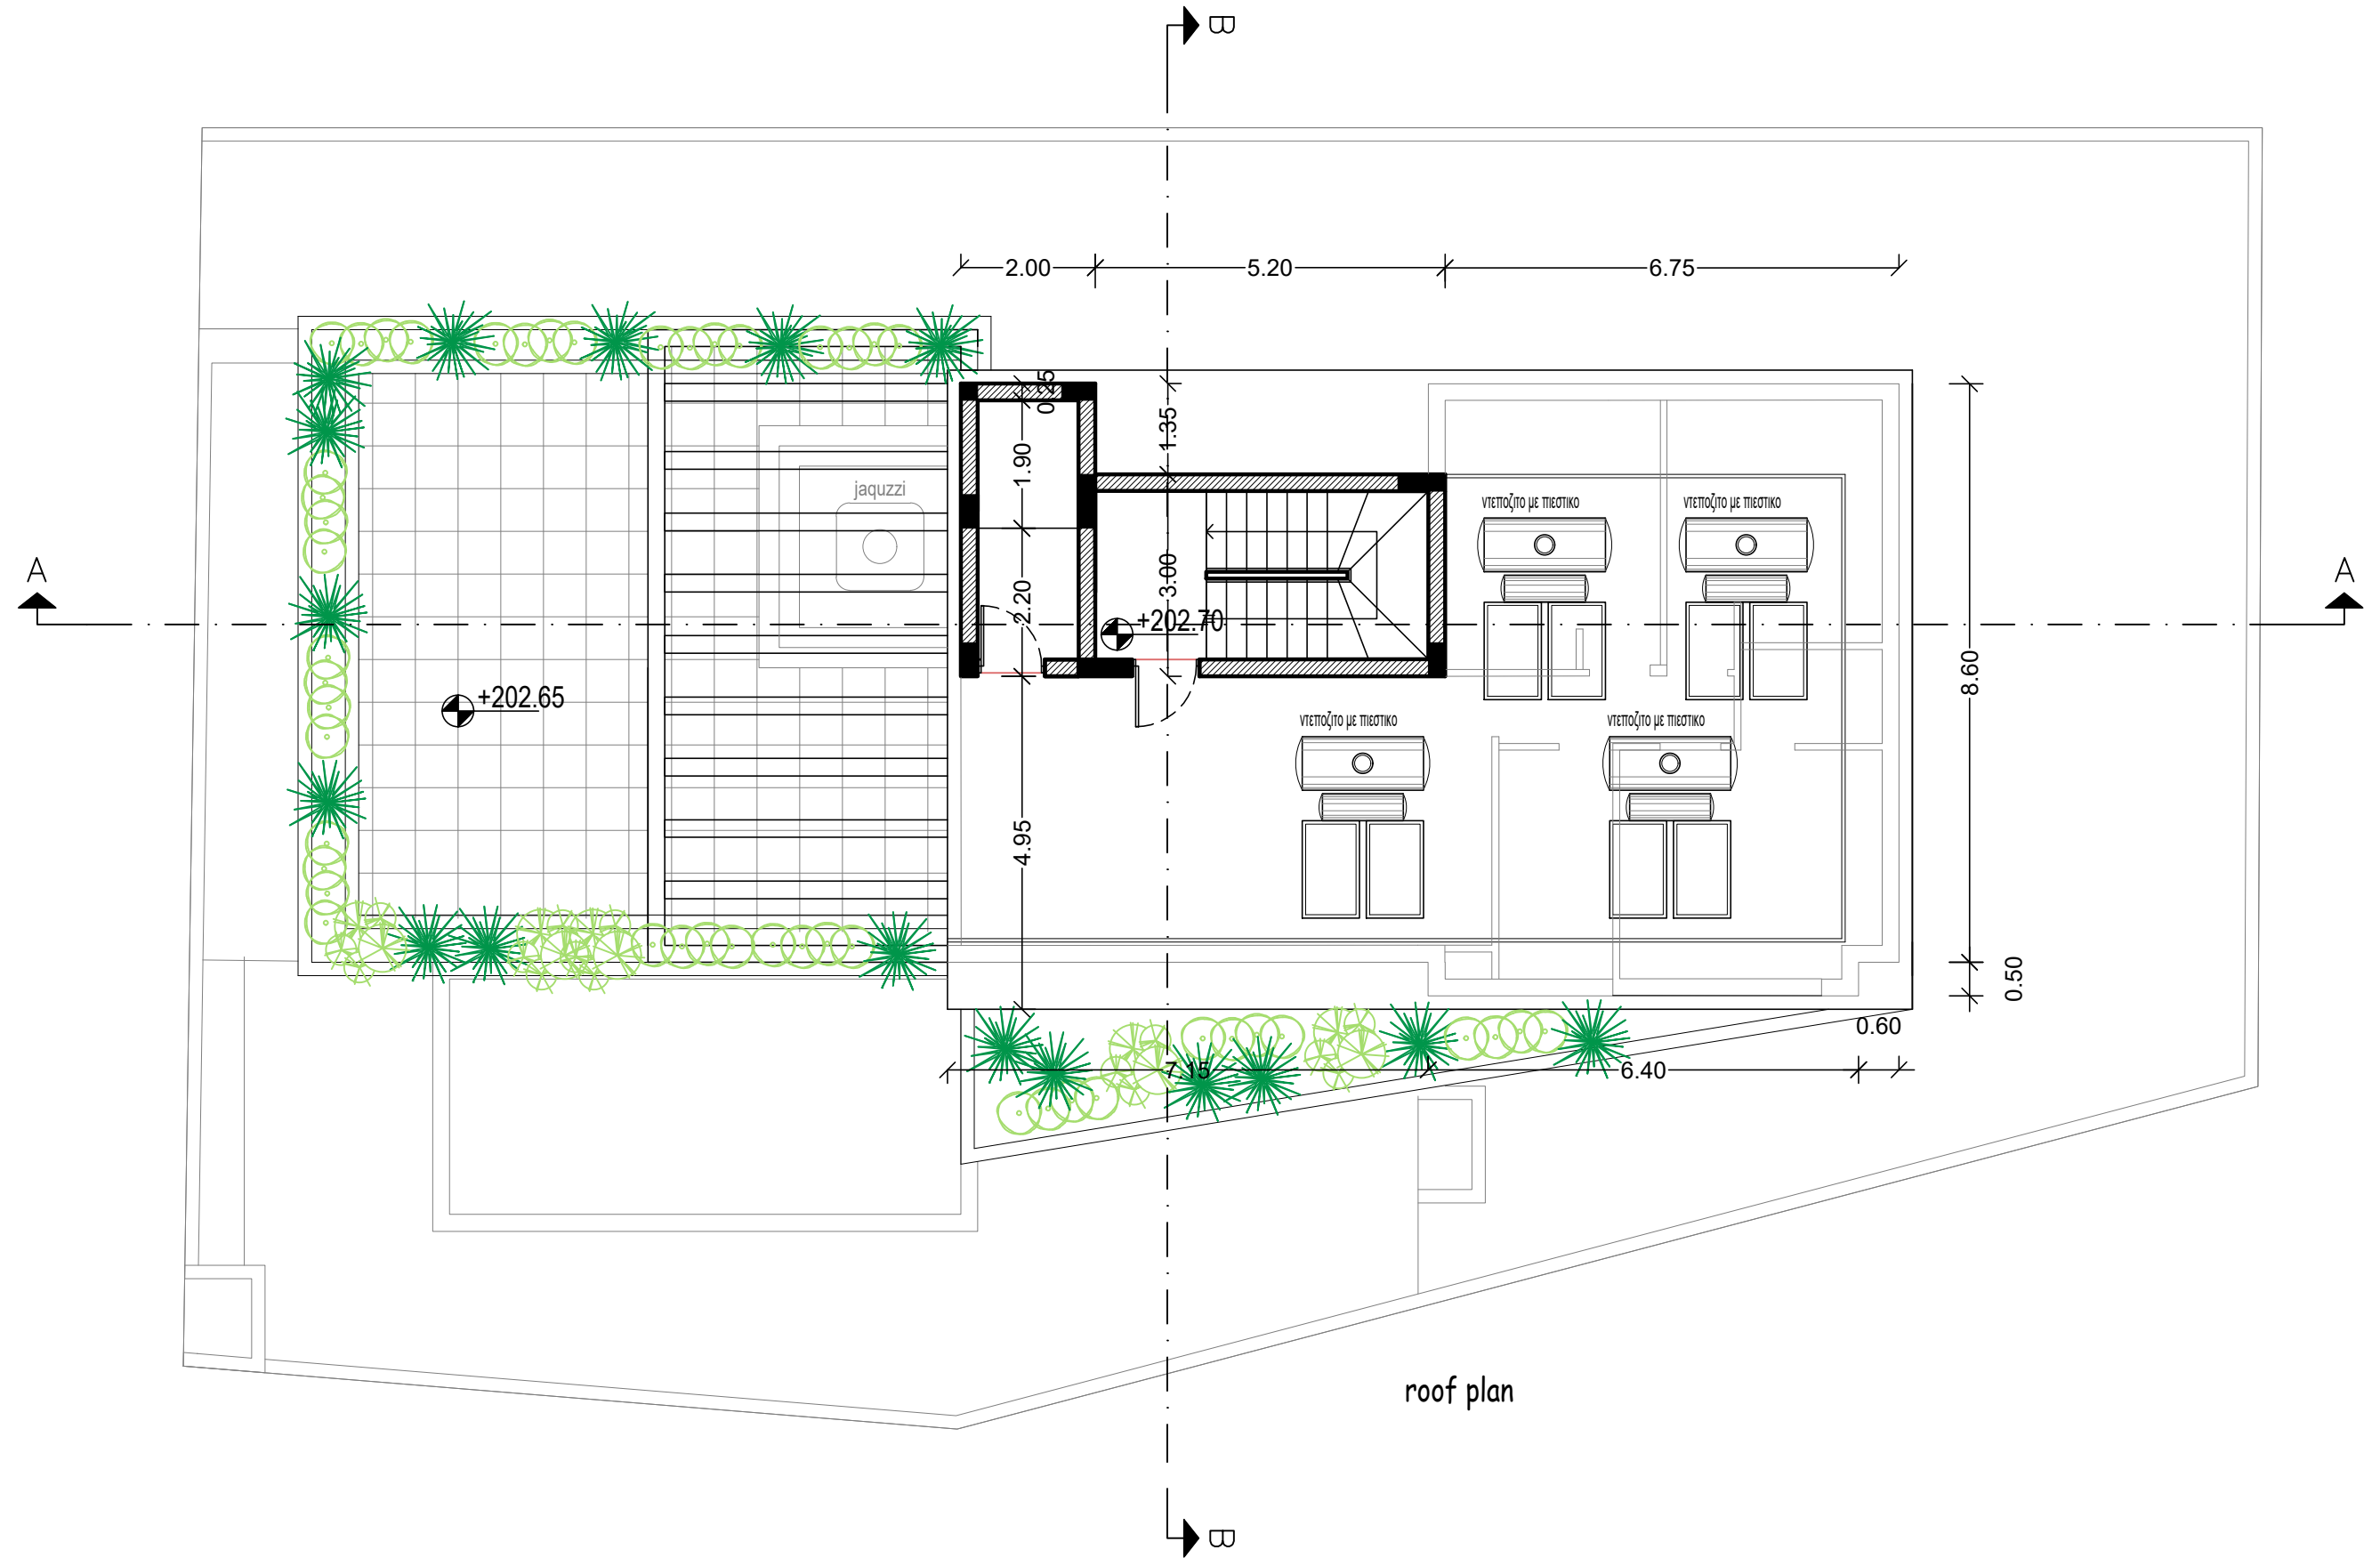 B
2.00
5.20
6.75
0.25
1.35
1.90
jaquzzi
ντεποζιτο με πιεστικο
ντεποζιτο με πιεστικο
A
A
3.00
2.20
+202.70
8.60
+202.65
ντεποζιτο με πιεστικο
ντεποζιτο με πιεστικο
4.95
0.50
0.60
7.15
6.40
roof plan
B